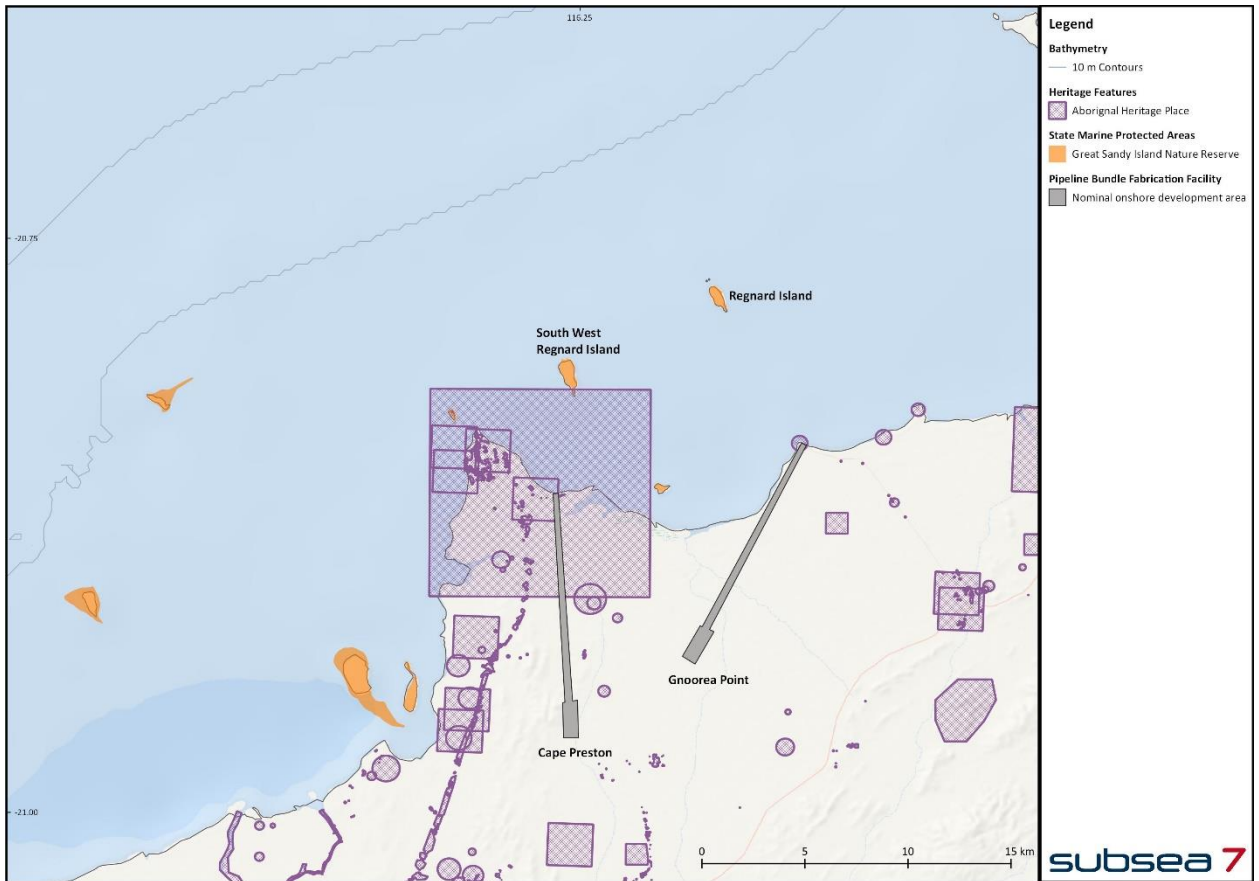 116.25
-20.75
-21.00
Regnard Island
South West
Regnard Island
Gnoorea Point
Cape Preston
0 5 10 15 km
Legend
Bathymetry
10 m Contours
Heritage Features
Aborignal Heritage Place
State Marine Protected Areas
Great Sandy Island Nature Reserve
Pipeline Bundle Fabrication Facility
Nominal onshore development area
subsea 7